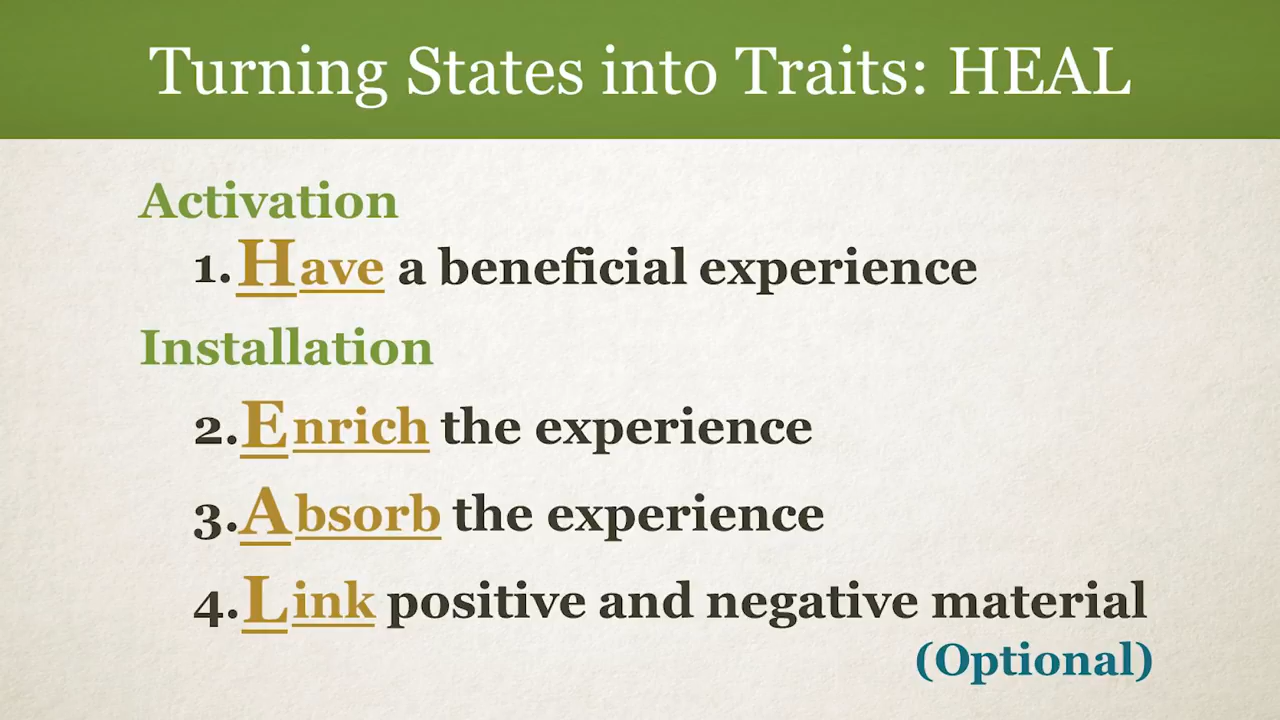 Turning States into Traits: HEAL
Activation
1. Have a beneficial experience
Installation
2. Enrich the experience
3. Absorb the experience
4. Link positive and negative material
(Optional)